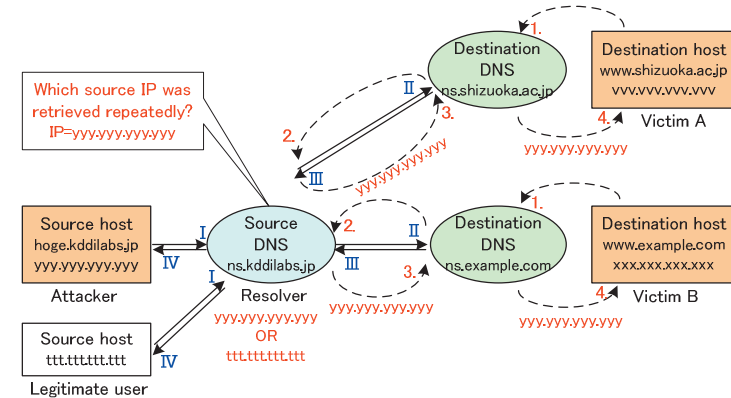 Which source IP was
retrieved repeatedly?
IP=yyy.yyy.yyy.yyy
1.
Destination
DNS
ns.shizuoka.ac.jp
Destination host
www.shizuoka.ac.jp
vvv.vvv.vvv.vvv
Victim A
II
2.
3.
III
4.
yyy.yyy.yyy.yyy
yyy.yyy.yyy.yyy
Source host
hoge.kddilabs.jp
yyy.yyy.yyy.yyy
Attacker
I
IV
I
Source
DNS
ns.kddilabs.jp
Resolver
yyy.yyy.yyy.yyy
OR
ttt.ttt.ttt.ttt
2.
II
III
3.
yyy.yyy.yyy.yyy
1.
Destination
DNS
ns.example.com
Destination host
www.example.com
xxx.xxx.xxx.xxx
4.
Victim B
yyy.yyy.yyy.yyy
Source host
ttt.ttt.ttt.ttt
IV
Legitimate user